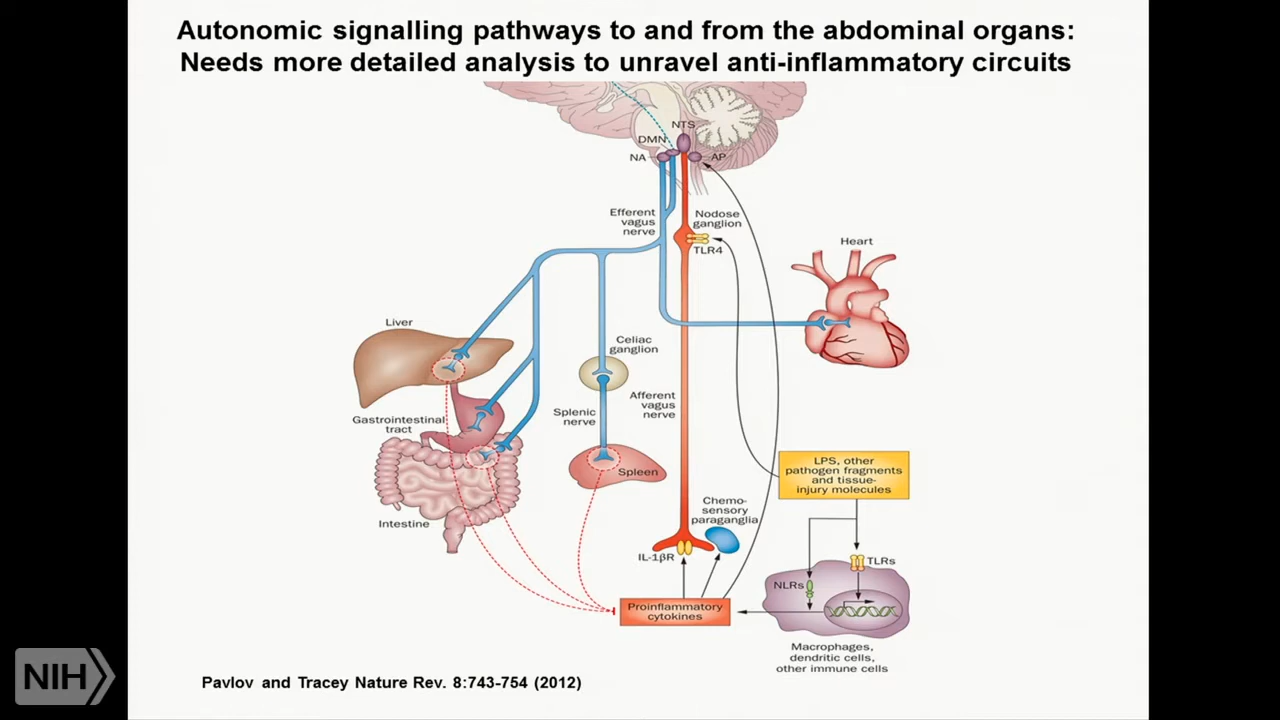 Autonomic signalling pathways to and from the abdominal organs:
Needs more detailed analysis to unravel anti-inflammatory circuits
NTS
DMN
NA
AP
Efferent
vagus
nerve
Nodose
ganglion
TLR4
Heart
Liver
Celiac
ganglion
Gastrointestinal
tract
Splenic
nerve
Afferent
vagus
nerve
Spleen
LPS, other
pathogen fragments
and tissue-
injury molecules
Intestine
Chemo-
sensory
paraganglia
IL-1βR
TLRs
NLRs
Proinflammatory
cytokines
Macrophages,
dendritic cells,
other immune cells
NIH
Pavlov and Tracey Nature Rev. 8:743-754 (2012)